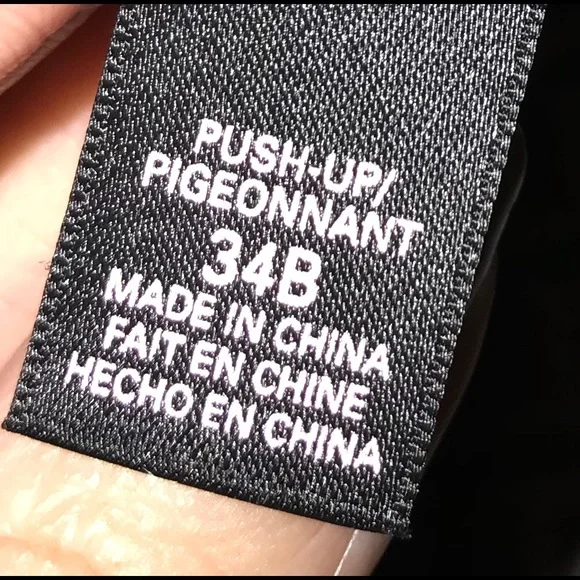 PUSH-UP/
PIGEONNANT
34B
MADE IN CHINA
FAIT EN CHINE
HECHO EN CHINA